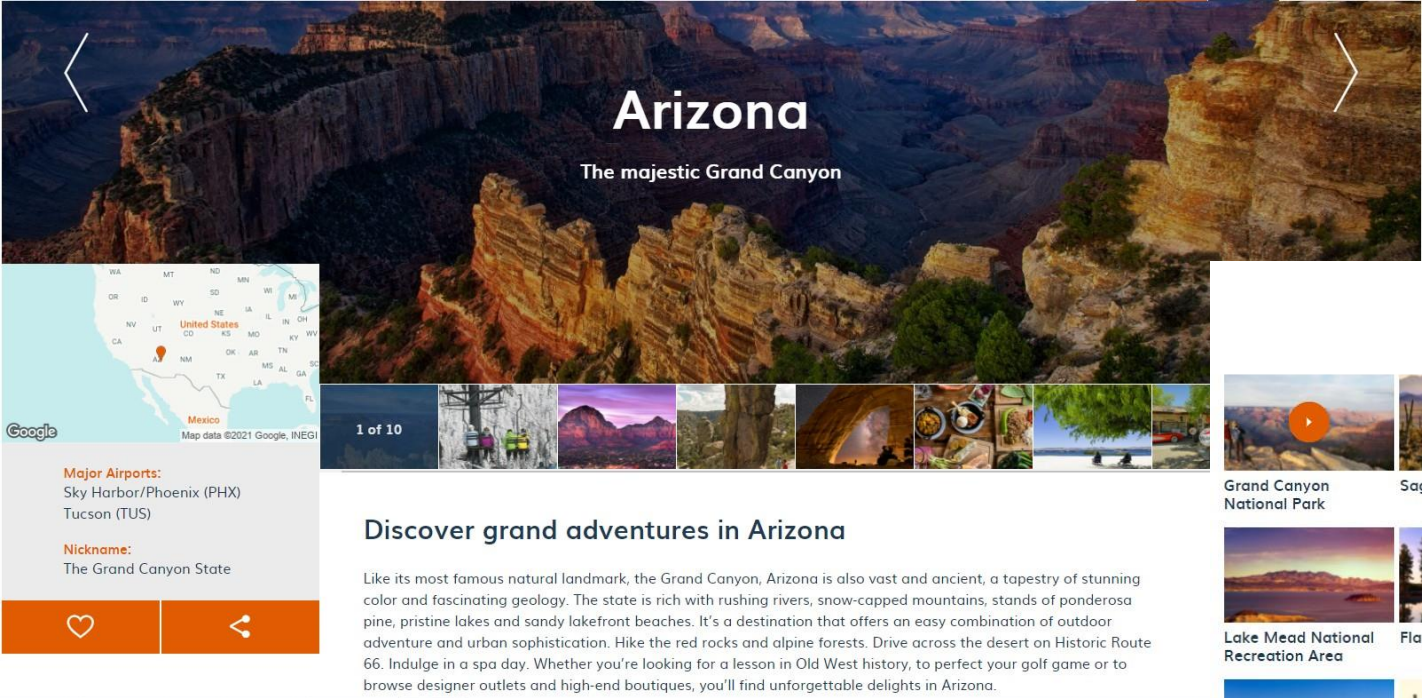 Arizona
The majestic Grand Canyon
WA
MT
ND
MN
OR
ID
SD
WI
MI
WY
NE
IA
IL
IN
OH
NV
UT
United States
CO
KS
MO
KY
WV
CA
AZ
NM
OK
AR
TN
MS
AL
SC
TX
LA
GA
FL
Mexico
Google
Map data ©2021 Google, INEGI
1 of 10
Major Airports:
Sky Harbor/Phoenix (PHX)
Tucson (TUS)
Nickname:
The Grand Canyon State
Discover grand adventures in Arizona
Like its most famous natural landmark, the Grand Canyon, Arizona is also vast and ancient, a tapestry of stunning
color and fascinating geology. The state is rich with rushing rivers, snow-capped mountains, stands of ponderosa
pine, pristine lakes and sandy lakefront beaches. It's a destination that offers an easy combination of outdoor
adventure and urban sophistication. Hike the red rocks and alpine forests. Drive across the desert on Historic Route
66. Indulge in a spa day. Whether you're looking for a lesson in Old West history, to perfect your golf game or to
browse designer outlets and high-end boutiques, you'll find unforgettable delights in Arizona.
Grand Canyon
National Park
Sag
Lake Mead National
Recreation Area
Fla